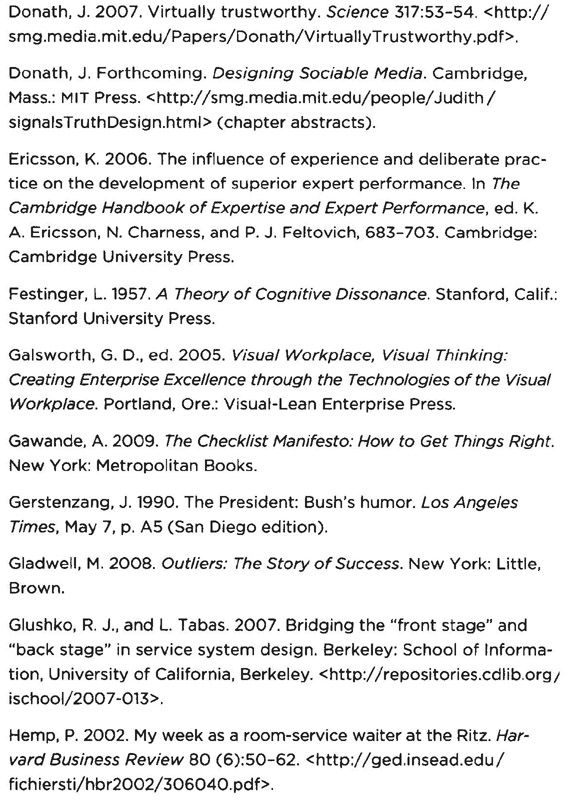 Donath, J. 2007. Virtually trustworthy. Science 317:53–54. <http://
smg.media.mit.edu/Papers/Donath/VirtuallyTrustworthy.pdf>.
Donath, J. Forthcoming. Designing Sociable Media. Cambridge,
Mass.: MIT Press. <http://smg.media.mit.edu/people/Judith/
signalsTruthDesign.html> (chapter abstracts).
Ericsson, K. 2006. The influence of experience and deliberate prac-
tice on the development of superior expert performance. In The
Cambridge Handbook of Expertise and Expert Performance, ed. K.
A. Ericsson, N. Charness, and P. J. Feltovich, 683–703. Cambridge:
Cambridge University Press.
Festinger, L. 1957. A Theory of Cognitive Dissonance. Stanford, Calif.:
Stanford University Press.
Galsworth, G. D., ed. 2005. Visual Workplace, Visual Thinking:
Creating Enterprise Excellence through the Technologies of the Visual
Workplace. Portland, Ore.: Visual-Lean Enterprise Press.
Gawande, A. 2009. The Checklist Manifesto: How to Get Things Right.
New York: Metropolitan Books.
Gerstenzang, J. 1990. The President: Bush's humor. Los Angeles
Times, May 7, p. A5 (San Diego edition).
Gladwell, M. 2008. Outliers: The Story of Success. New York: Little,
Brown.
Glushko, R. J., and L. Tabas. 2007. Bridging the “front stage” and
“back stage” in service system design. Berkeley: School of Informa-
tion, University of California, Berkeley. <http://repositories.cdlib.org/
ischool/2007-013>.
Hemp, P. 2002. My week as a room-service waiter at the Ritz. Har-
vard Business Review 80 (6):50–62. <http://ged.insead.edu/
fichiersti/hbr2002/306040.pdf>.